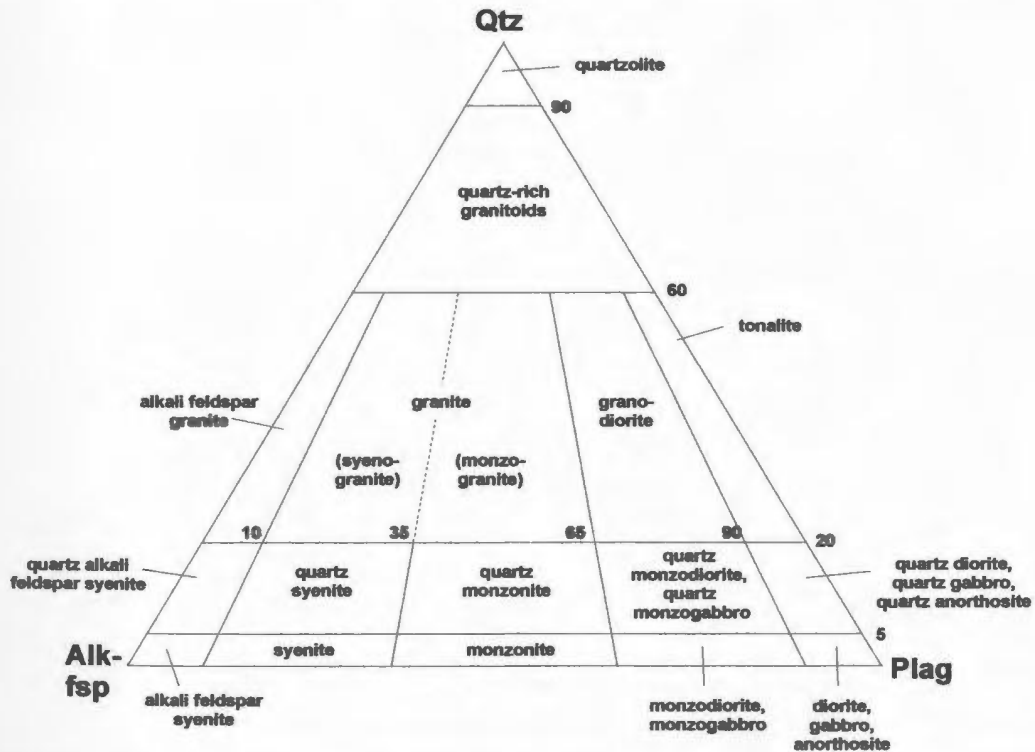 Qtz
quartzolite
90
quartz-rich
granitoids
60
tonalite
alkali feldspar
granite
granite
grano-
diorite
(syeno-
granite)
(monzo-
granite)
10
35
65
90
20
quartz alkali
feldspar syenite
quartz
syenite
quartz
monzonite
quartz
monzodiorite,
quartz
monzogabbro
quartz diorite,
quartz gabbro,
quartz anorthosite
5
Alk-
fsp
syenite
monzonite
Plag
alkali feldspar
syenite
monzodiorite,
monzogabbro
diorite,
gabbro,
anorthosite